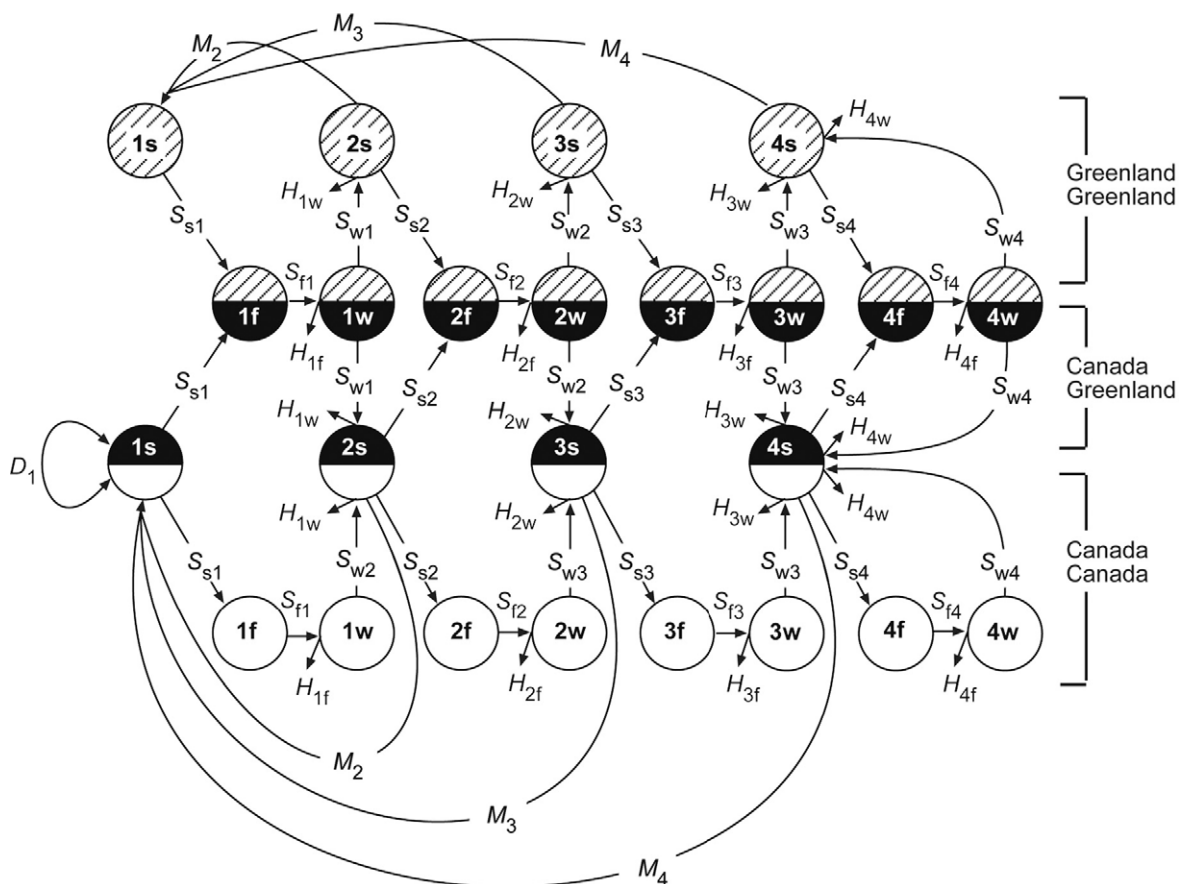 M2 M3 M4
1s 2s 3s 4s H4w
Greenland
Greenland
H1w H2w H3w
Ss1 Sw1 Ss2 Sw2 Ss3 Sw3 Ss4 Sw4
Sf1 Sf2 Sf3 Sf4
1f 1w 2f 2w 3f 3w 4f 4w
H1f H2f H3f H4f
Canada
Greenland
Ss1 Sw1 Ss2 Sw2 Ss3 Sw3 Ss4 Sw4
H1w H2w H3w H4w
D1 1s 2s 3s 4s
H1w H2w H3w H4w
Canada
Canada
Ss1 Sw2 Ss2 Sw3 Ss3 Sw3 Ss4 Sw4
Sf1 Sf2 Sf3 Sf4
1f 1w 2f 2w 3f 3w 4f 4w
H1f H2f H3f H4f
M2
M3
M4